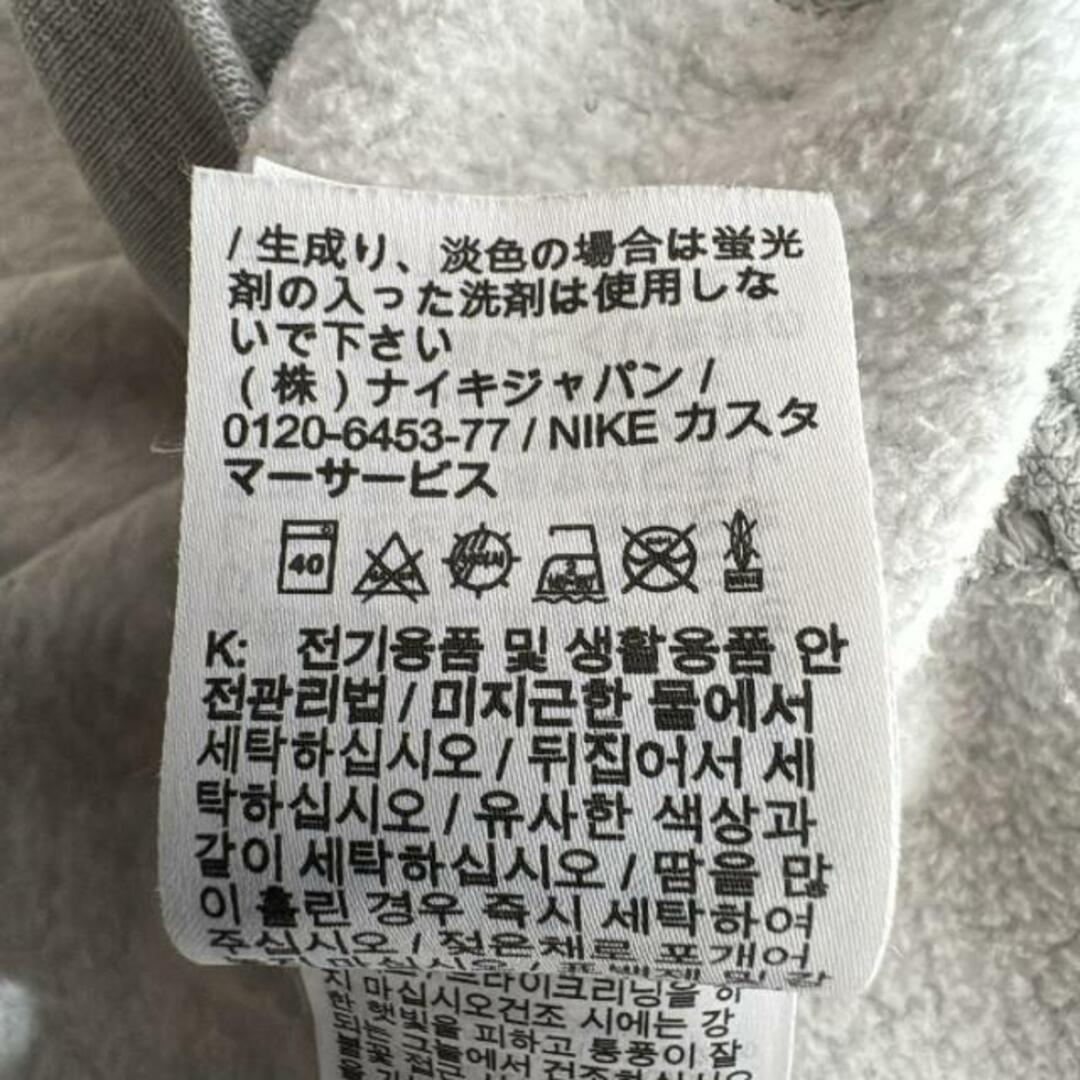 / 生成り、淡色の場合は蛍光
剤の入った洗剤は使用しな
いで下さい
(株)ナイキジャパン /
0120-6453-77 / NIKE カスタ
マーサービス
40
K: 전기용품 및 생활용품 안
전관리법 / 미지근한 물에서
세탁하십시오 / 뒤집어서 세
탁하십시오 / 유사한 색상과
같이 세탁하십시오 / 땀을 많
이 흘린 경우 즉시 세탁하여
주십시오 / 젖은채로 포개어
지 마십시오건조 시에는 강
한 햇빛을 피하고 통풍이 잘
되는 그늘에서 건조하십시오